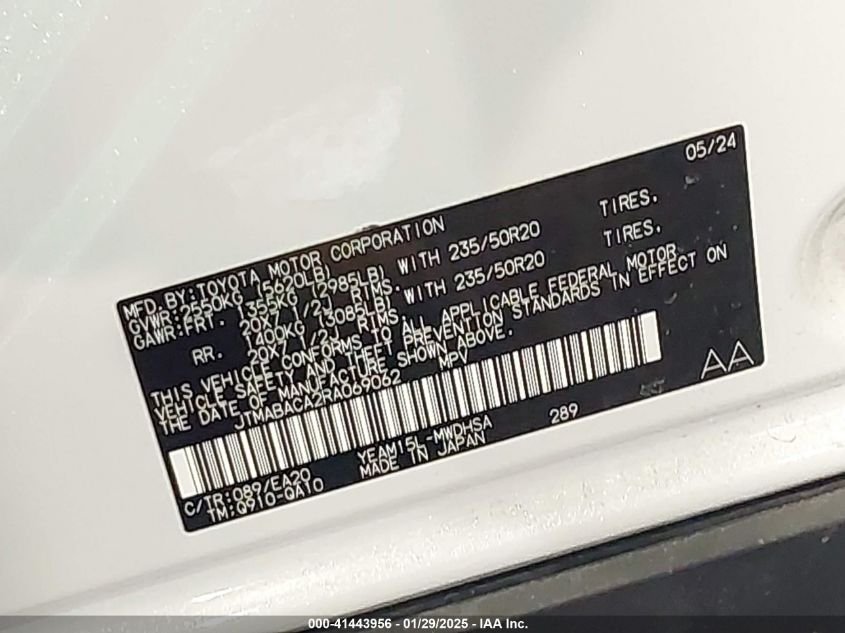 05/24
MFD.BY:TOYOTA MOTOR CORPORATION
GVWR:2550KG (5620LB)
GAWR:FRT. 1355KG (2985LB) WITH 235/50R20 TIRES.
20X7 1/2J RIMS.
RR. 1400KG (3085LB) WITH 235/50R20 TIRES.
20X7 1/2J RIMS.
THIS VEHICLE CONFORMS TO ALL APPLICABLE FEDERAL MOTOR
VEHICLE SAFETY AND THEFT PREVENTION STANDARDS IN EFFECT ON
THE DATE OF MANUFACTURE SHOWN ABOVE.
JTMABACA2RA069062 MPV
AA
C/TR:089/EA20 YEAM15L-MWDHSA 289
TM:Q910-QA10 MADE IN JAPAN
000-41443956 - 01/29/2025 - IAA Inc.